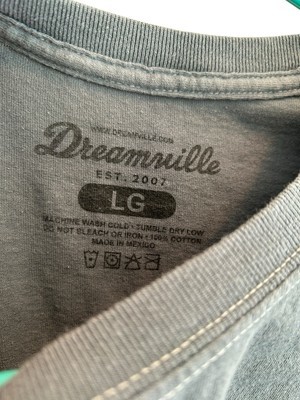 WWW.DREAMVILLE.COM
Dreamville
EST. 2007
LG
MACHINE WASH COLD • TUMBLE DRY LOW
DO NOT BLEACH OR IRON • 100% COTTON
MADE IN MEXICO